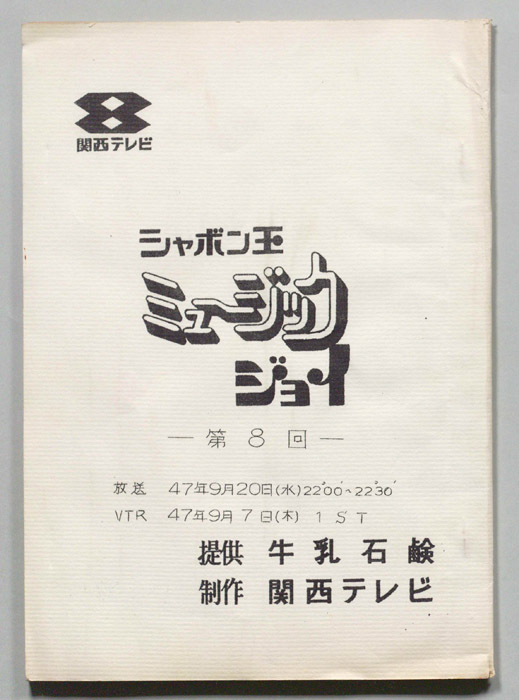 関西テレビ
シャボン玉
ミュージック
ジョイ
—第8回—
放送 47年9月20日(水)22°00'~22°30'
VTR 47年9月7日(木) 1ST
提供 牛乳石鹸
制作 関西テレビ